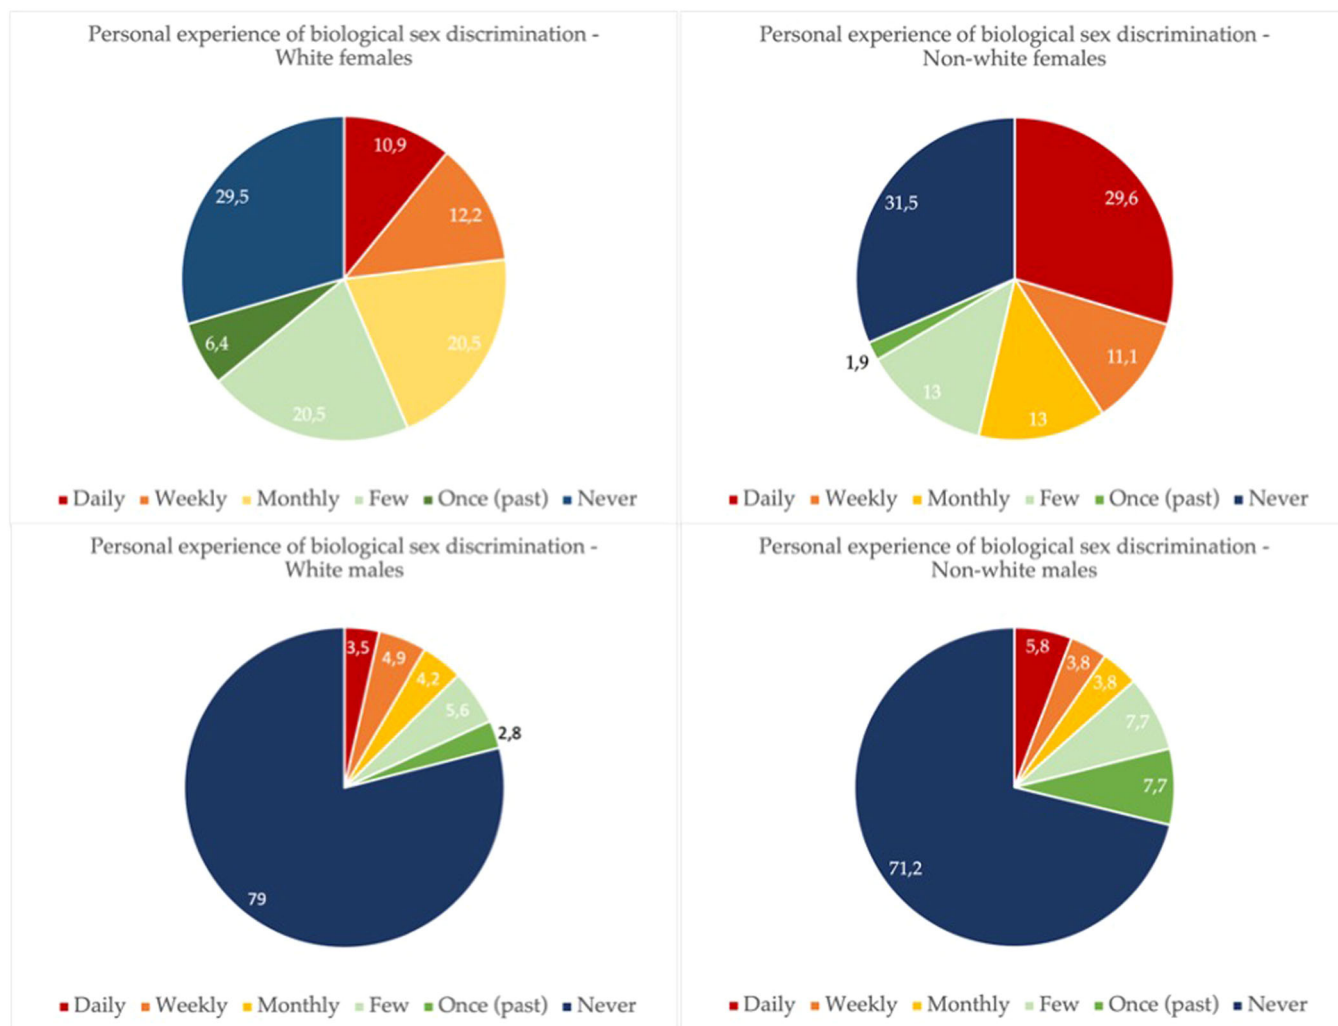 Personal experience of biological sex discrimination -
White females
10,9
12,2
20,5
20,5
6,4
29,5
Daily Weekly Monthly Few Once (past) Never
Personal experience of biological sex discrimination -
Non-white females
29,6
11,1
13
13
1,9
31,5
Daily Weekly Monthly Few Once (past) Never
Personal experience of biological sex discrimination -
White males
3,5
4,9
4,2
5,6
2,8
79
Daily Weekly Monthly Few Once (past) Never
Personal experience of biological sex discrimination -
Non-white males
5,8
3,8
3,8
7,7
7,7
71,2
Daily Weekly Monthly Few Once (past) Never